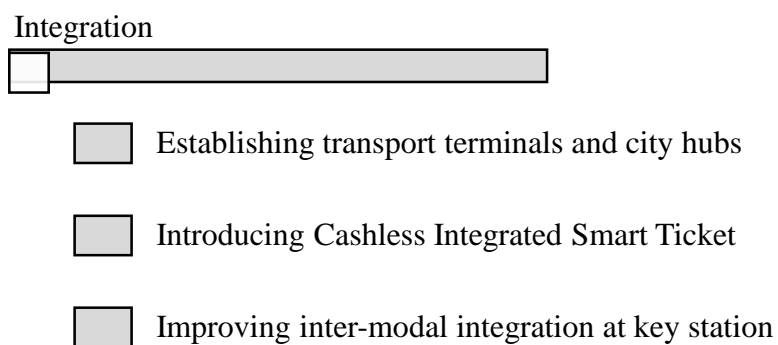 Integration
Establishing transport terminals and city hubs
Introducing Cashless Integrated Smart Ticket
Improving inter-modal integration at key station